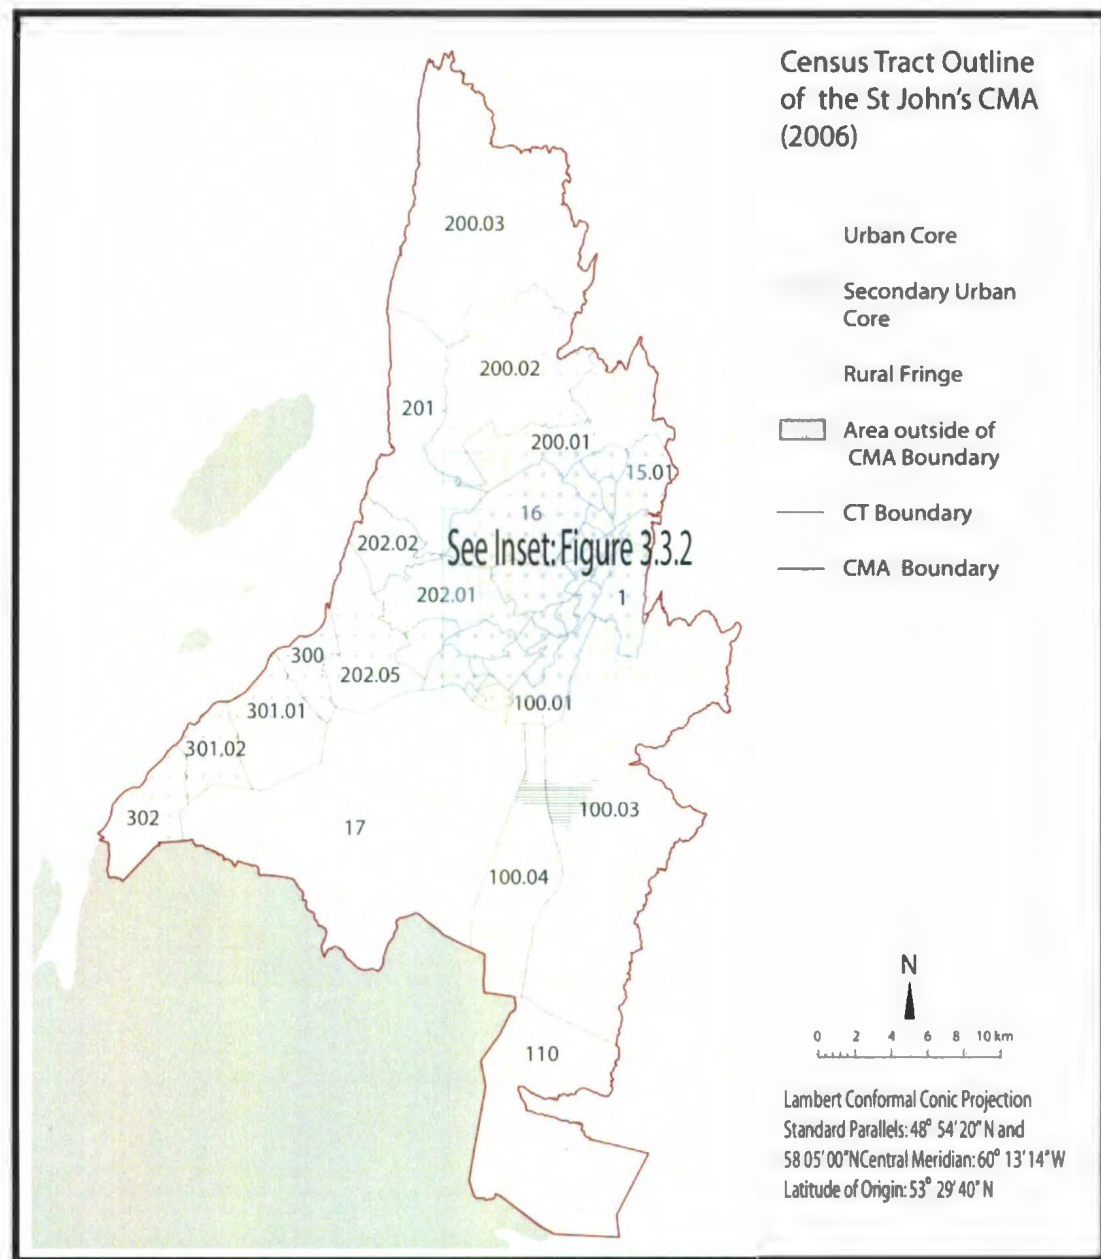 Census Tract Outline
of the St John's CMA
(2006)
Urban Core
Secondary Urban
Core
Rural Fringe
Area outside of
CMA Boundary
CT Boundary
CMA Boundary
200.03
200.02
201
200.01
15.01
16
202.02
See Inset: Figure 3.3.2
202.01
1
300
202.05
301.01
100.01
301.02
302
17
100.03
100.04
110
N
0 2 4 6 8 10 km
Lambert Conformal Conic Projection
Standard Parallels: 48° 54' 20" N and
58 05' 00"NCentral Meridian: 60° 13' 14"W
Latitude of Origin: 53° 29' 40" N